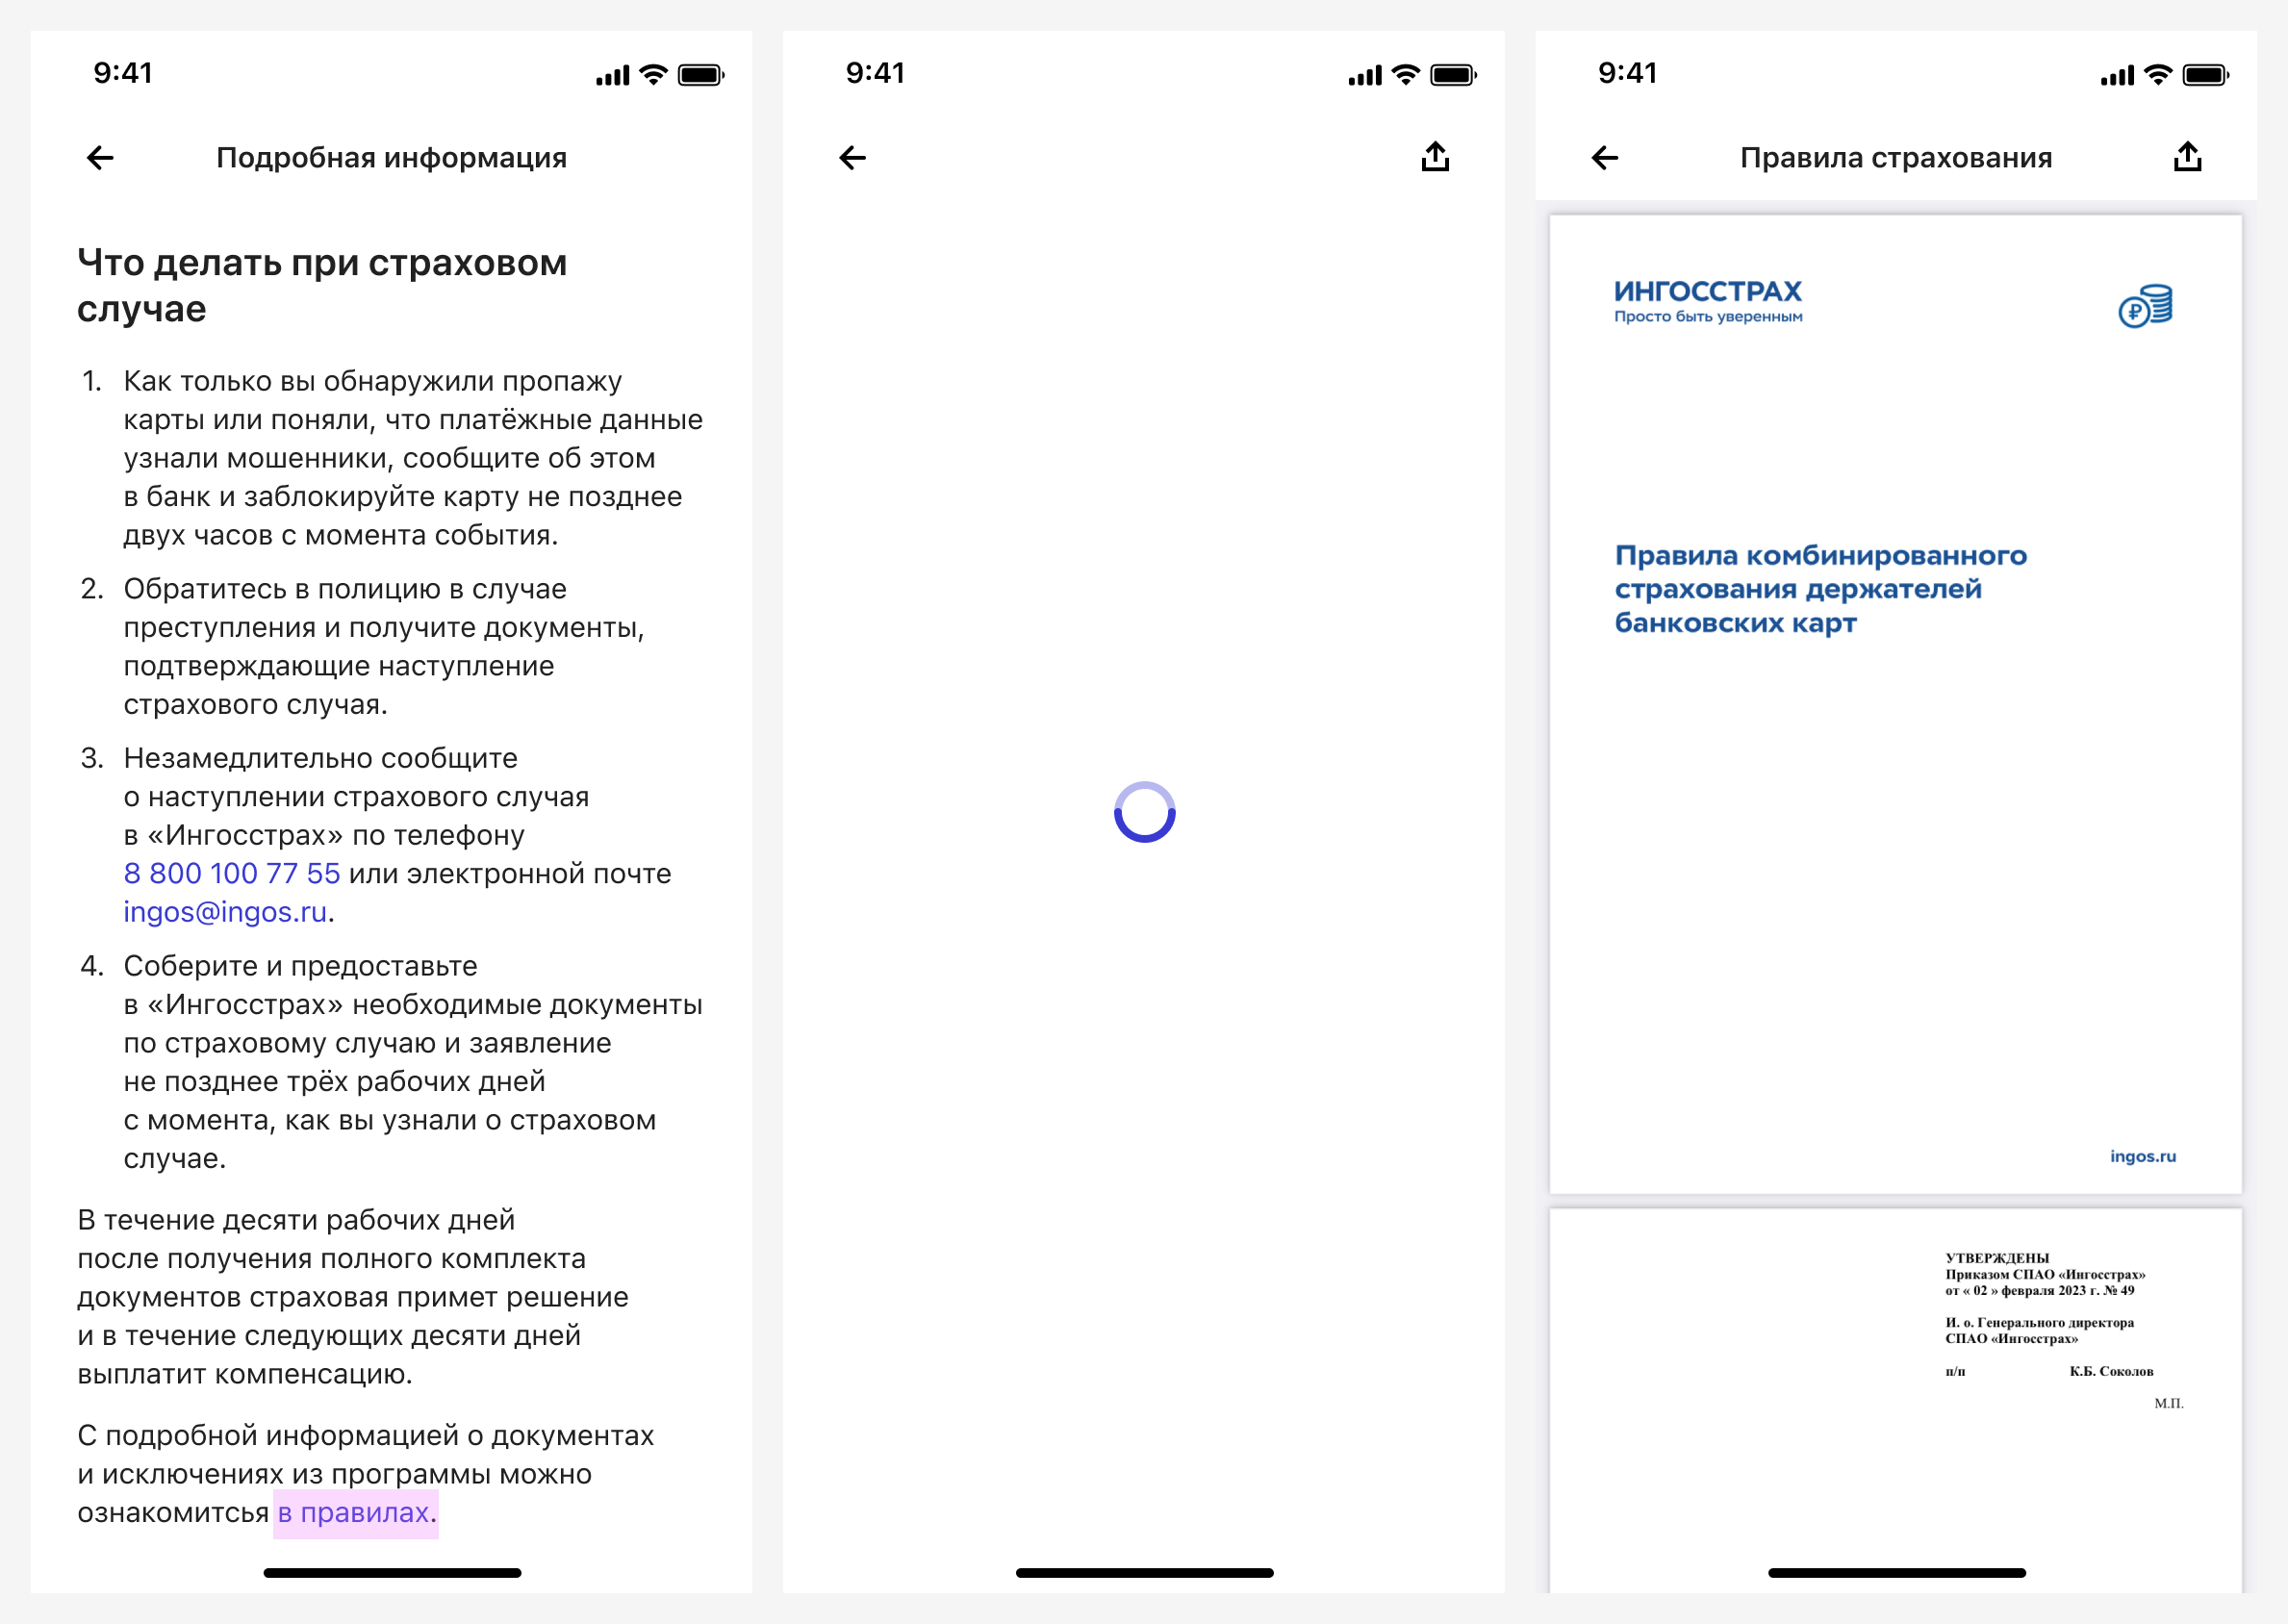 9:41
Подробная информация
Что делать при страховом
случае
1. Как только вы обнаружили пропажу
карты или поняли, что платёжные данные
узнали мошенники, сообщите об этом
в банк и заблокируйте карту не позднее
двух часов с момента события.
2. Обратитесь в полицию в случае
преступления и получите документы,
подтверждающие наступление
страхового случая.
3. Незамедлительно сообщите
о наступлении страхового случая
в «Ингосстрах» по телефону
8 800 100 77 55 или электронной почте
ingos@ingos.ru.
4. Соберите и предоставьте
в «Ингосстрах» необходимые документы
по страховому случаю и заявление
не позднее трёх рабочих дней
с момента, как вы узнали о страховом
случае.
В течение десяти рабочих дней
после получения полного комплекта
документов страховая примет решение
и в течение следующих десяти дней
выплатит компенсацию.
С подробной информацией о документах
и исключениях из программы можно
ознакомитсья в правилах.
9:41
9:41
Правила страхования
ИНГОССТРАХ
Просто быть уверенным
Правила комбинированного
страхования держателей
банковских карт
ingos.ru
УТВЕРЖДЕНЫ
Приказом СПАО «Ингосстрах»
от « 02 » февраля 2023 г. № 49
И. о. Генерального директора
СПАО «Ингосстрах»
п/п К.Б. Соколов
М.П.